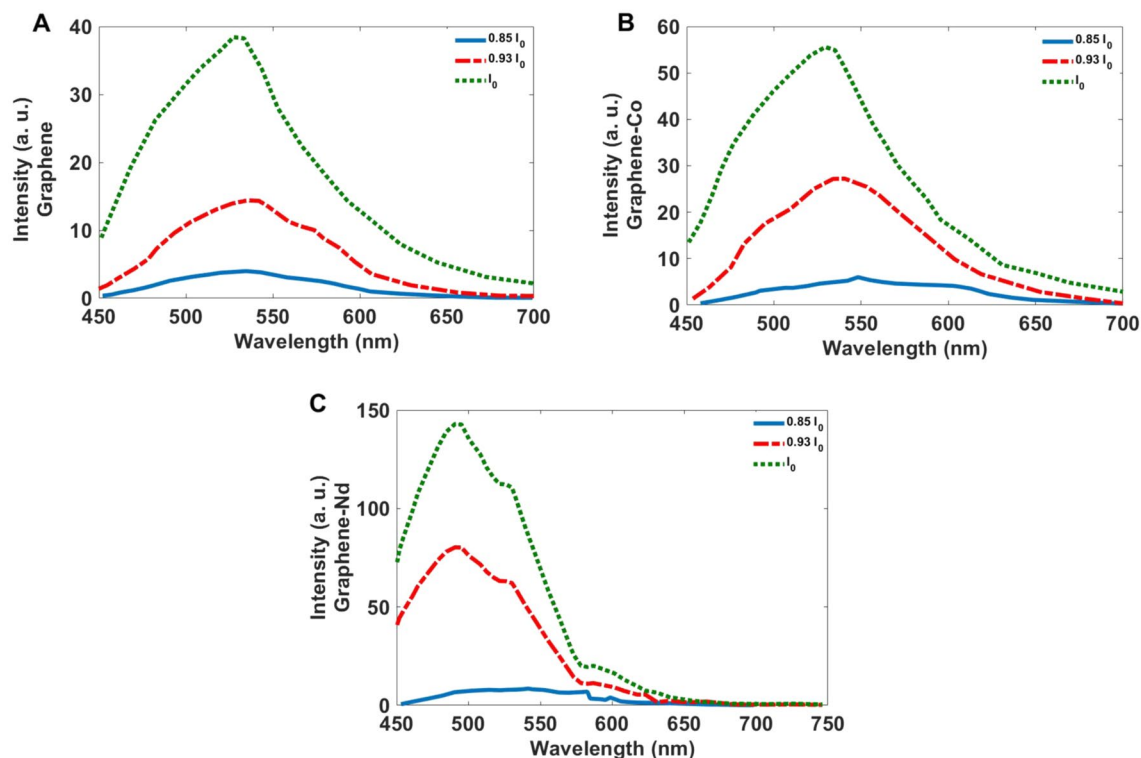 A
Intensity (a. u.)
Graphene
40
30
20
10
0
450 500 550 600 650 700
Wavelength (nm)
0.85 I0
0.93 I0
I0
B
Intensity (a. u.)
Graphene-Co
60
50
40
30
20
10
0
450 500 550 600 650 700
Wavelength (nm)
0.85 I0
0.93 I0
I0
C
Intensity (a. u.)
Graphene-Nd
150
100
50
0
450 500 550 600 650 700 750
Wavelength (nm)
0.85 I0
0.93 I0
I0